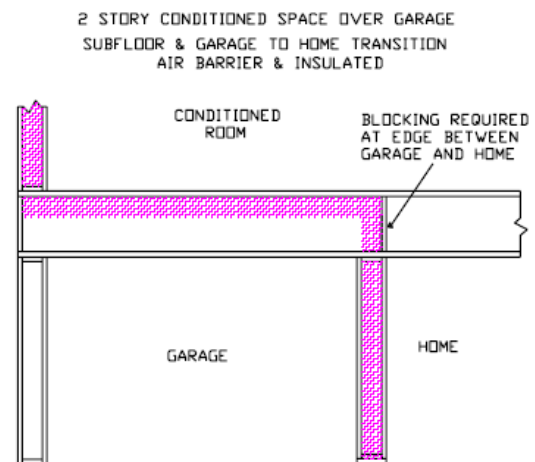 2 STORY CONDITIONED SPACE OVER GARAGE
SUBFLOOR & GARAGE TO HOME TRANSITION
AIR BARRIER & INSULATED
CONDITIONED
ROOM
BLOCKING REQUIRED
AT EDGE BETWEEN
GARAGE AND HOME
GARAGE
HOME